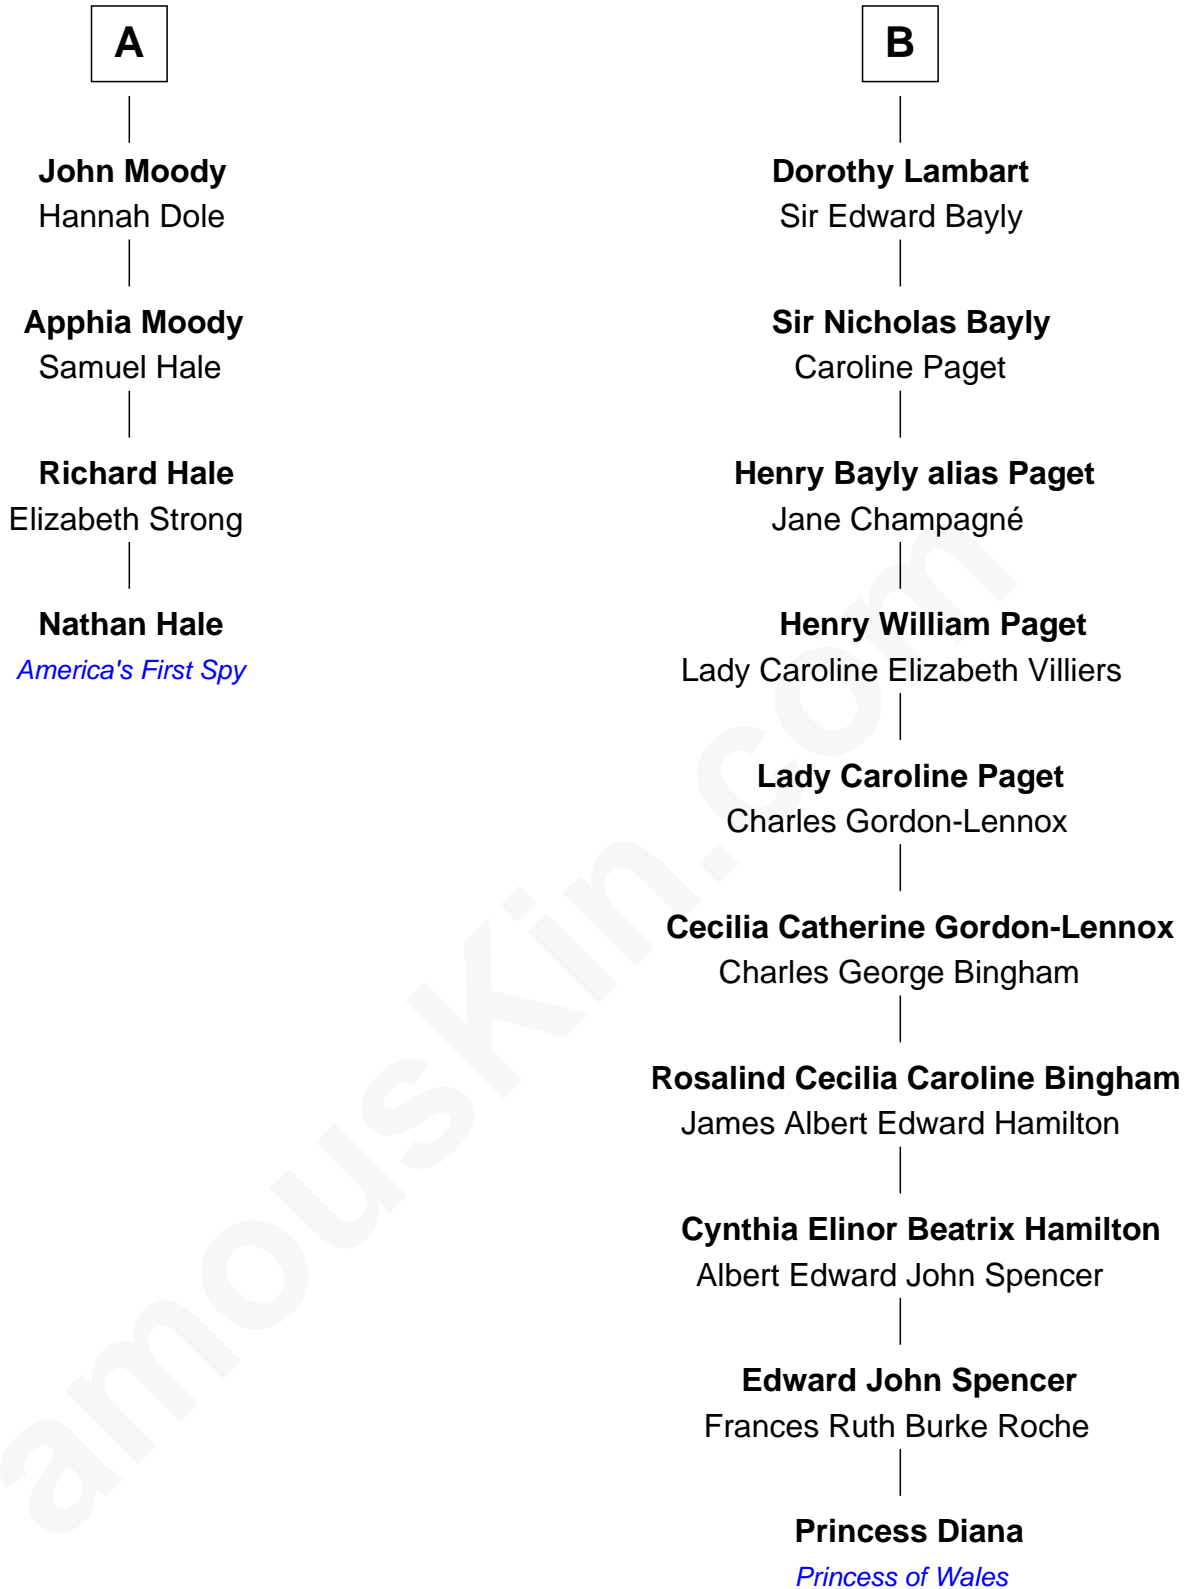 A
John Moody
Hannah Dole
Apphia Moody
Samuel Hale
Richard Hale
Elizabeth Strong
Nathan Hale
America's First Spy
B
Dorothy Lambart
Sir Edward Bayly
Sir Nicholas Bayly
Caroline Paget
Henry Bayly alias Paget
Jane Champagné
Henry William Paget
Lady Caroline Elizabeth Villiers
Lady Caroline Paget
Charles Gordon-Lennox
Cecilia Catherine Gordon-Lennox
Charles George Bingham
Rosalind Cecilia Caroline Bingham
James Albert Edward Hamilton
Cynthia Elinor Beatrix Hamilton
Albert Edward John Spencer
Edward John Spencer
Frances Ruth Burke Roche
Princess Diana
Princess of Wales
amousKin.com